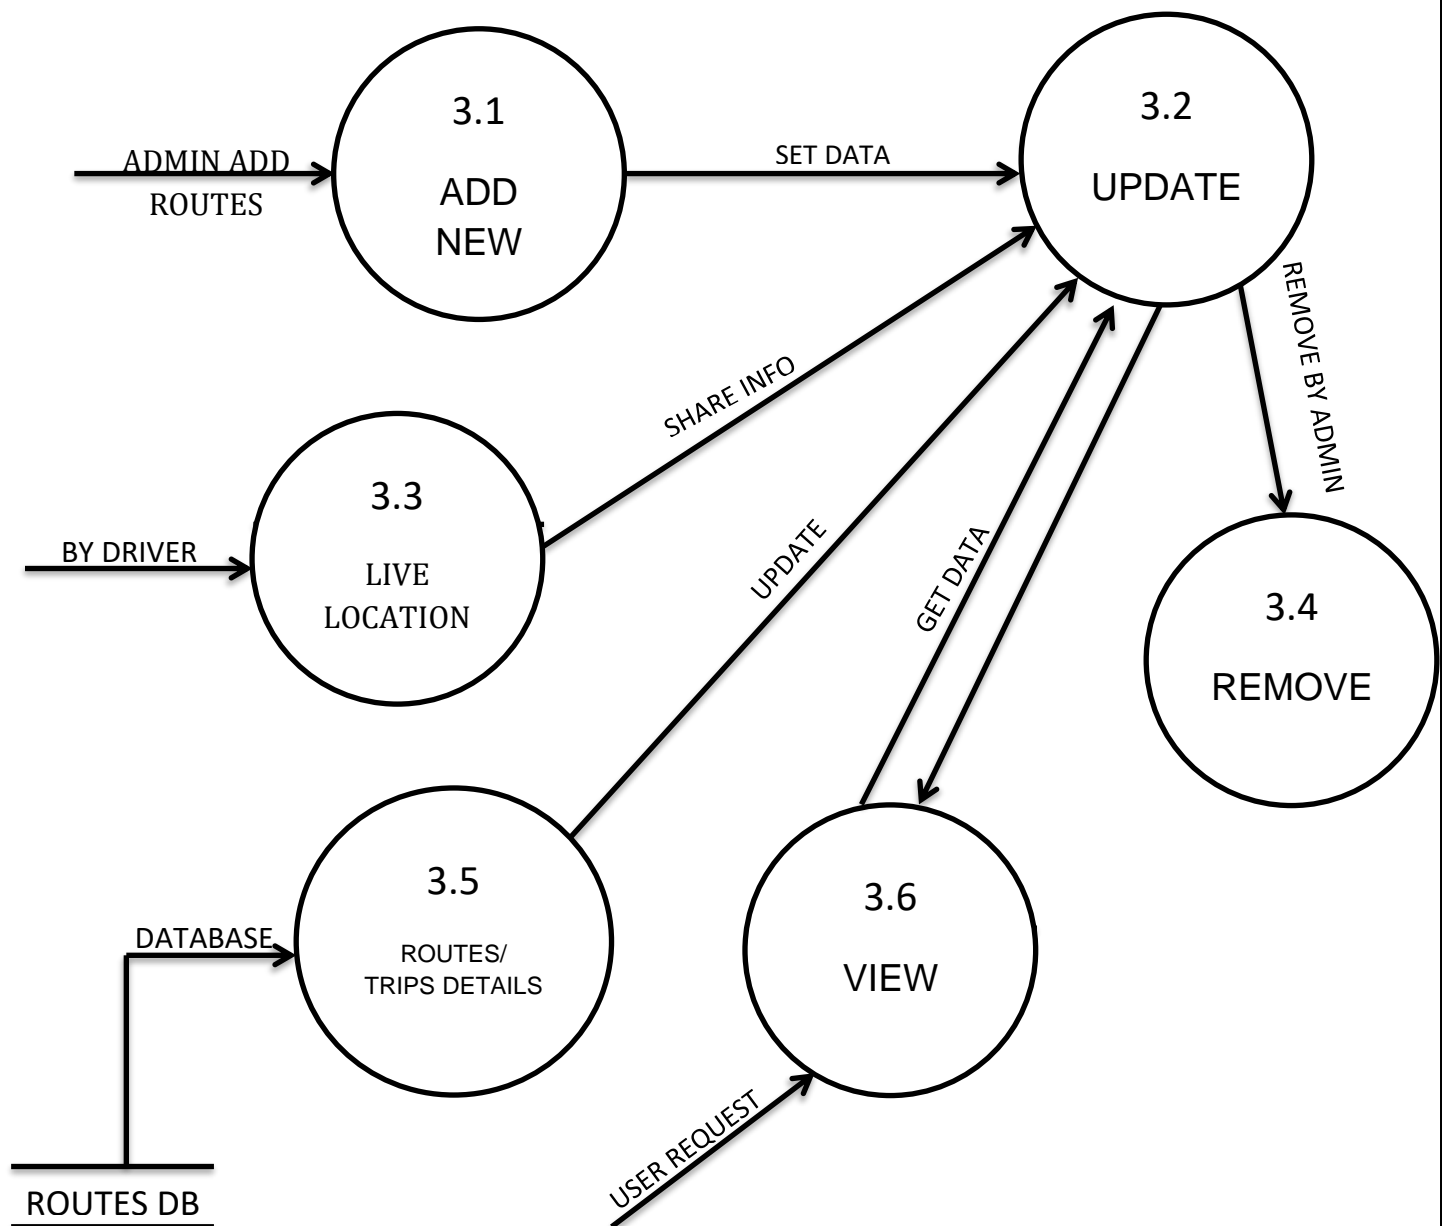 3.1
ADD
NEW
ADMIN ADD
ROUTES
SET DATA
3.2
UPDATE
REMOVE BY ADMIN
SHARE INFO
3.3
LIVE
LOCATION
BY DRIVER
UPDATE
GET DATA
3.4
REMOVE
3.5
ROUTES/
TRIPS DETAILS
DATABASE
3.6
VIEW
USER REQUEST
ROUTES DB